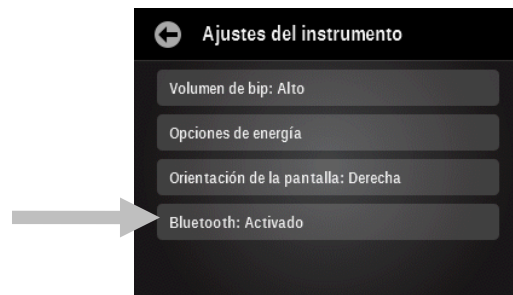 Ajustes del instrumento
Volumen de bip: Alto
Opciones de energía
Orientación de la pantalla: Derecha
Bluetooth: Activado